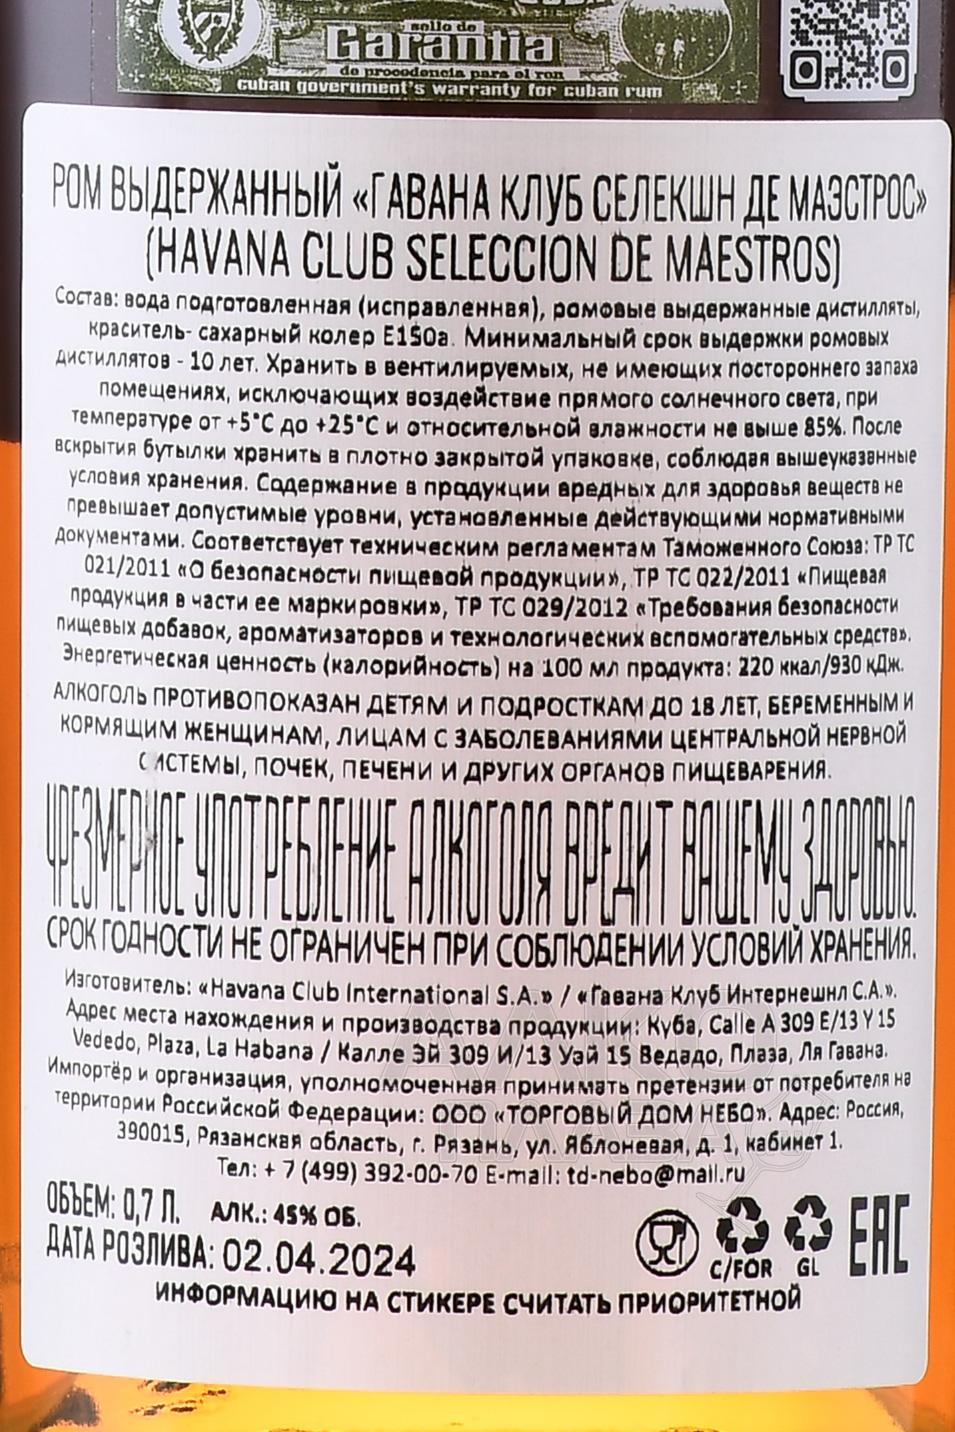 sello de
Garantia
de procedencia para el ron
cuban government's warranty for cuban rum
РОМ ВЫДЕРЖАННЫЙ «ГАВАНА КЛУБ СЕЛЕКШН ДЕ МАЭСТРОС»
(HAVANA CLUB SELECCION DE MAESTROS)
Состав: вода подготовленная (исправленная), ромовые выдержанные дистилляты,
краситель- сахарный колер Е150а. Минимальный срок выдержки ромовых
дистиллятов - 10 лет. Хранить в вентилируемых, не имеющих постороннего запаха
помещениях, исключающих воздействие прямого солнечного света, при
температуре от +5°С до +25°С и относительной влажности не выше 85%. После
вскрытия бутылки хранить в плотно закрытой упаковке, соблюдая вышеуказанные
условия хранения. Содержание в продукции вредных для здоровья веществ не
превышает допустимые уровни, установленные действующими нормативными
документами. Соответствует техническим регламентам Таможенного Союза: ТР ТС
021/2011 «О безопасности пищевой продукции», ТР ТС 022/2011 «Пищевая
продукция в части ее маркировки», ТР ТС 029/2012 «Требования безопасности
пищевых добавок, ароматизаторов и технологических вспомогательных средств».
Энергетическая ценность (калорийность) на 100 мл продукта: 220 ккал/930 кДж.
АЛКОГОЛЬ ПРОТИВОПОКАЗАН ДЕТЯМ И ПОДРОСТКАМ ДО 18 ЛЕТ, БЕРЕМЕННЫМ И
КОРМЯЩИМ ЖЕНЩИНАМ, ЛИЦАМ С ЗАБОЛЕВАНИЯМИ ЦЕНТРАЛЬНОЙ НЕРВНОЙ
СИСТЕМЫ, ПОЧЕК, ПЕЧЕНИ И ДРУГИХ ОРГАНОВ ПИЩЕВАРЕНИЯ.
ЧРЕЗМЕРНОЕ УПОТРЕБЛЕНИЕ АЛКОГОЛЯ ВРЕДИТ ВАШЕМУ ЗДОРОВЬЮ.
СРОК ГОДНОСТИ НЕ ОГРАНИЧЕН ПРИ СОБЛЮДЕНИИ УСЛОВИЙ ХРАНЕНИЯ.
Изготовитель: «Havana Club International S.A.» / «Гавана Клуб Интернешнл С.А.».
Адрес места нахождения и производства продукции: Куба, Calle A 309 E/13 Y 15
Vededo, Plaza, La Habana / Калле Эй 309 И/13 Уай 15 Ведадо, Плаза, Ля Гавана.
Импортёр и организация, уполномоченная принимать претензии от потребителя на
территории Российской Федерации: ООО «ТОРГОВЫЙ ДОМ НЕБО». Адрес: Россия,
390015, Рязанская область, г. Рязань, ул. Яблоневая, д. 1, кабинет 1.
Тел: + 7 (499) 392-00-70 E-mail: td-nebo@mail.ru
ОБЪЕМ: 0,7 Л. АЛК.: 45% ОБ.
ДАТА РОЗЛИВА: 02.04.2024
C/FOR GL EAC
ИНФОРМАЦИЮ НА СТИКЕРЕ СЧИТАТЬ ПРИОРИТЕТНОЙ